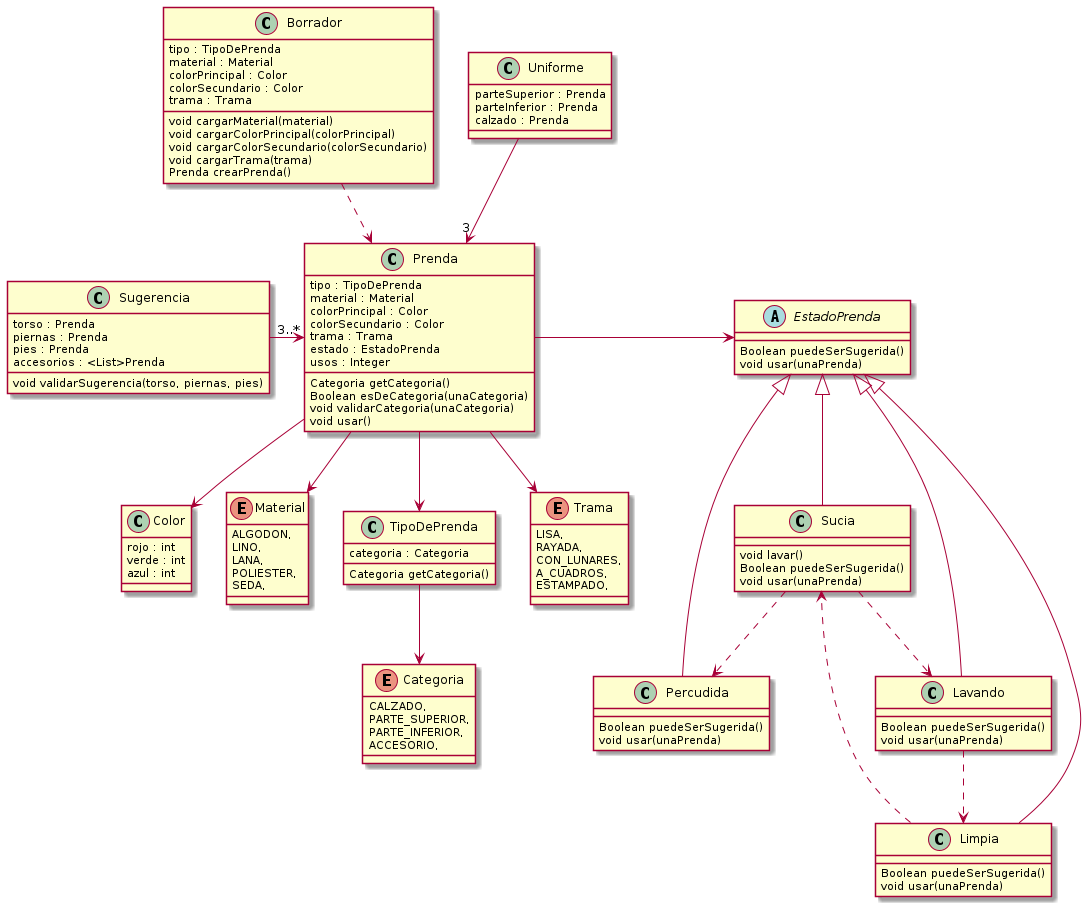 C Borrador
tipo : TipoDePrenda
material : Material
colorPrincipal : Color
colorSecundario : Color
trama : Trama
void cargarMaterial(material)
void cargarColorPrincipal(colorPrincipal)
void cargarColorSecundario(colorSecundario)
void cargarTrama(trama)
Prenda crearPrenda()
C Uniforme
parteSuperior : Prenda
parteInferior : Prenda
calzado : Prenda
3
C Sugerencia
torso : Prenda
piernas : Prenda
pies : Prenda
accesorios : <List>Prenda
void validarSugerencia(torso, piernas, pies)
3..*
C Prenda
tipo : TipoDePrenda
material : Material
colorPrincipal : Color
colorSecundario : Color
trama : Trama
estado : EstadoPrenda
usos : Integer
Categoria getCategoria()
Boolean esDeCategoria(unaCategoria)
void validarCategoria(unaCategoria)
void usar()
A EstadoPrenda
Boolean puedeSerSugerida()
void usar(unaPrenda)
C Color
rojo : int
verde : int
azul : int
E Material
ALGODON,
LINO,
LANA,
POLIESTER,
SEDA,
C TipoDePrenda
categoria : Categoria
Categoria getCategoria()
E Trama
LISA,
RAYADA,
CON_LUNARES,
A_CUADROS,
ESTAMPADO,
C Sucia
void lavar()
Boolean puedeSerSugerida()
void usar(unaPrenda)
E Categoria
CALZADO,
PARTE_SUPERIOR,
PARTE_INFERIOR,
ACCESORIO,
C Percudida
Boolean puedeSerSugerida()
void usar(unaPrenda)
C Lavando
Boolean puedeSerSugerida()
void usar(unaPrenda)
C Limpia
Boolean puedeSerSugerida()
void usar(unaPrenda)